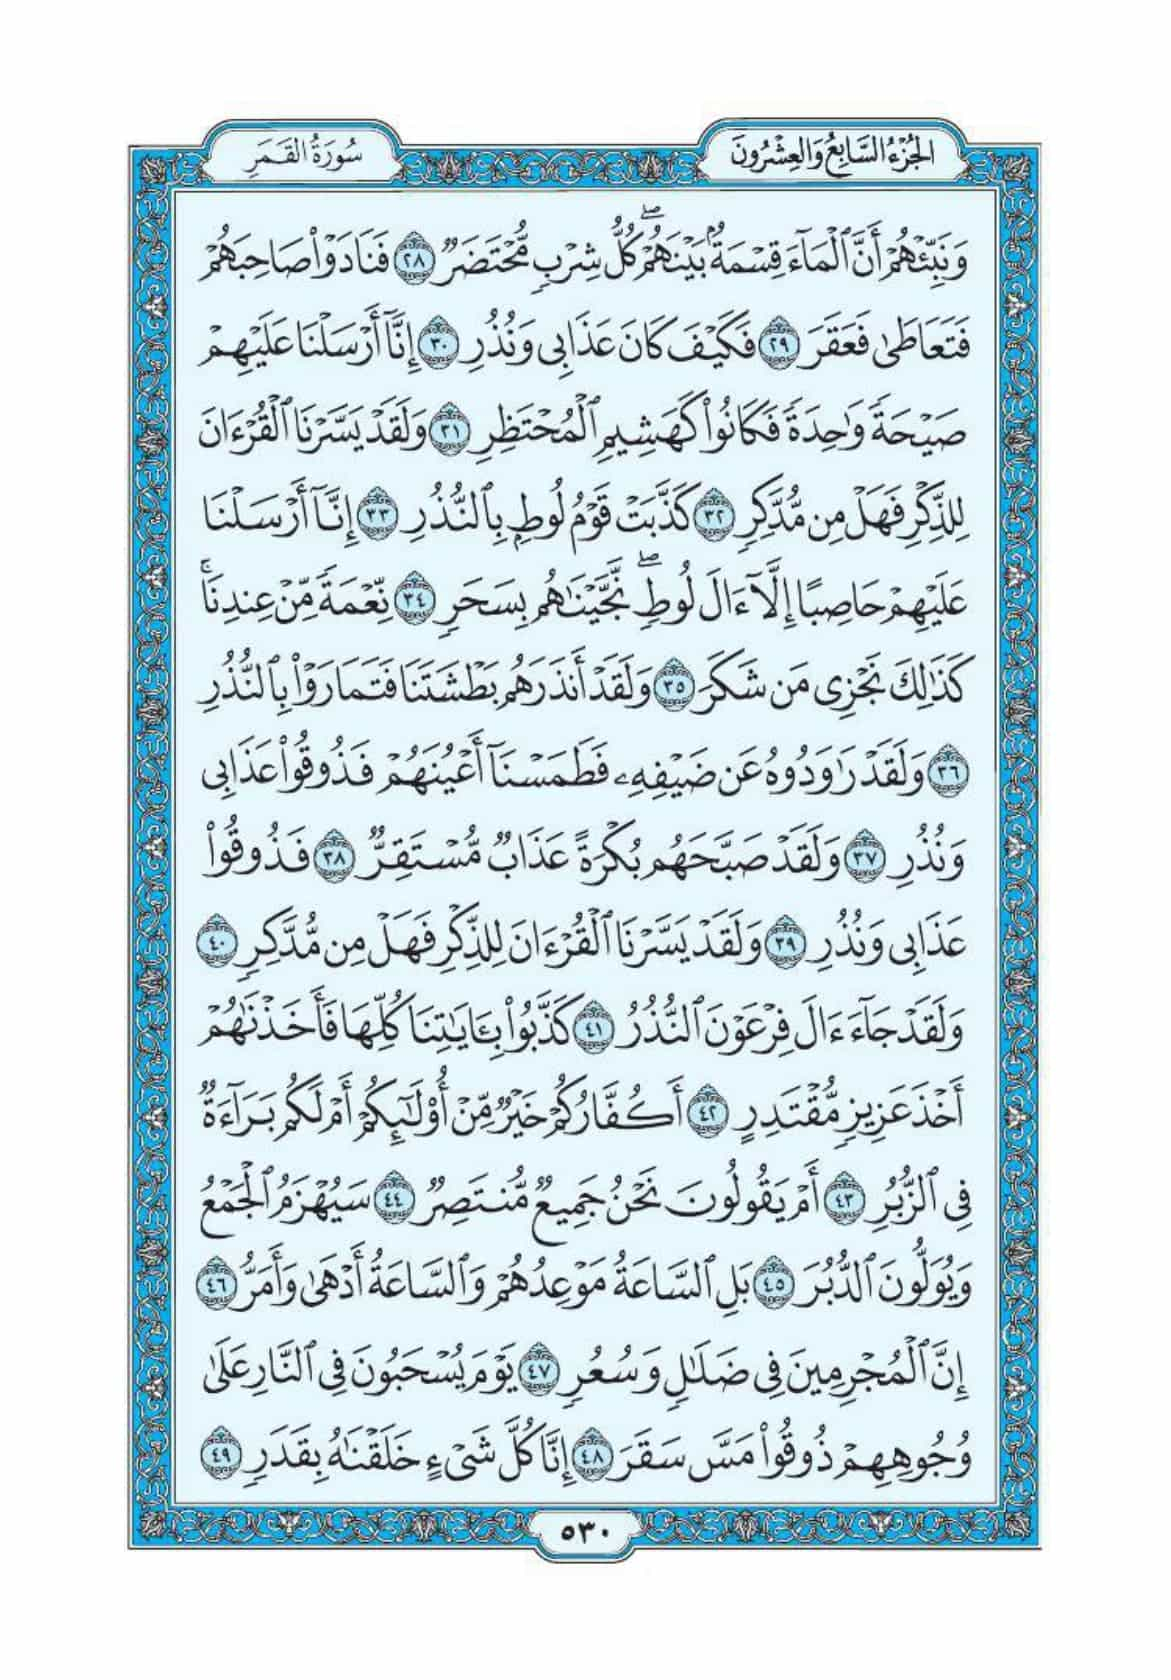 الجُزْءُ السَّابِعُ وَالعِشْرُونَ
سُورَةُ القَمَرِ
وَنَبِّئْهُمْ أَنَّ ٱلْمَآءَ قِسْمَةٌۢ بَيْنَهُمْ ۖ كُلُّ شِرْبٍ مُّحْتَضَرٌ ٢٨ فَنَادَوْا۟ صَاحِبَهُمْ
فَتَعَاطَىٰ فَعَقَرَ ٢٩ فَكَيْفَ كَانَ عَذَابِى وَنُذُرِ ٣٠ إِنَّآ أَرْسَلْنَا عَلَيْهِمْ
صَيْحَةً وَٰحِدَةً فَكَانُوا۟ كَهَشِيمِ ٱلْمُحْتَظِرِ ٣١ وَلَقَدْ يَسَّرْنَا ٱلْقُرْءَانَ
لِلذِّكْرِ فَهَلْ مِن مُّدَّكِرٍ ٣٢ كَذَّبَتْ قَوْمُ لُوطٍۭ بِٱلنُّذُرِ ٣٣ إِنَّآ أَرْسَلْنَا
عَلَيْهِمْ حَاصِبًا إِلَّآ ءَالَ لُوطٍ ۖ نَّجَّيْنَٰهُم بِسَحَرٍ ٣٤ نِّعْمَةً مِّنْ عِندِنَا ۚ
كَذَٰلِكَ نَجْزِى مَن شَكَرَ ٣٥ وَلَقَدْ أَنذَرَهُم بَطْشَتَنَا فَتَمَارَوْا۟ بِٱلنُّذُرِ
٣٦ وَلَقَدْ رَٰوَدُوهُ عَن ضَيْفِهِۦ فَطَمَسْنَآ أَعْيُنَهُمْ فَذُوقُوا۟ عَذَابِى
وَنُذُرِ ٣٧ وَلَقَدْ صَبَّحَهُم بُكْرَةً عَذَابٌ مُّسْتَقِرٌّ ٣٨ فَذُوقُوا۟
عَذَابِى وَنُذُرِ ٣٩ وَلَقَدْ يَسَّرْنَا ٱلْقُرْءَانَ لِلذِّكْرِ فَهَلْ مِن مُّدَّكِرٍ ٤٠
وَلَقَدْ جَآءَ ءَالَ فِرْعَوْنَ ٱلنُّذُرُ ٤١ كَذَّبُوا۟ بِـَٔايَٰتِنَا كُلِّهَا فَأَخَذْنَٰهُمْ
أَخْذَ عَزِيزٍ مُّقْتَدِرٍ ٤٢ أَكُفَّارُكُمْ خَيْرٌ مِّنْ أُو۟لَٰٓئِكُمْ أَمْ لَكُم بَرَآءَةٌ
فِى ٱلزُّبُرِ ٤٣ أَمْ يَقُولُونَ نَحْنُ جَمِيعٌ مُّنتَصِرٌ ٤٤ سَيُهْزَمُ ٱلْجَمْعُ
وَيُوَلُّونَ ٱلدُّبُرَ ٤٥ بَلِ ٱلسَّاعَةُ مَوْعِدُهُمْ وَٱلسَّاعَةُ أَدْهَىٰ وَأَمَرُّ ٤٦
إِنَّ ٱلْمُجْرِمِينَ فِى ضَلَٰلٍ وَسُعُرٍ ٤٧ يَوْمَ يُسْحَبُونَ فِى ٱلنَّارِ عَلَىٰ
وُجُوهِهِمْ ذُوقُوا۟ مَسَّ سَقَرَ ٤٨ إِنَّا كُلَّ شَىْءٍ خَلَقْنَٰهُ بِقَدَرٍ ٤٩
٥٣٠